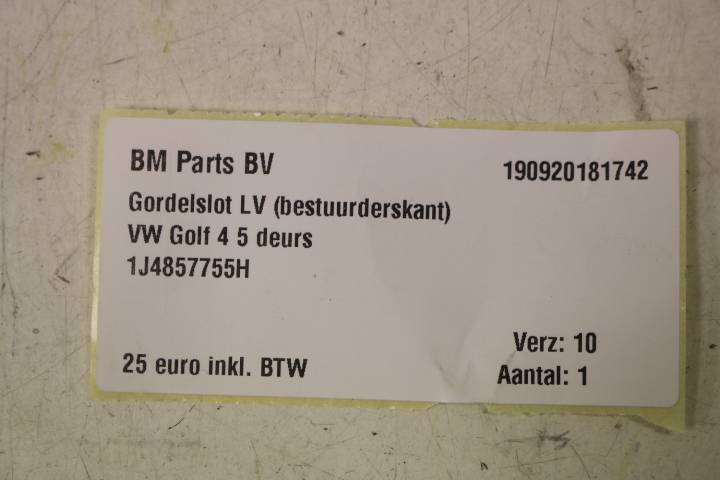 BM Parts BV
190920181742
Gordelslot LV (bestuurderskant)
VW Golf 4 5 deurs
1J4857755H
Verz: 10
25 euro inkl. BTW
Aantal: 1